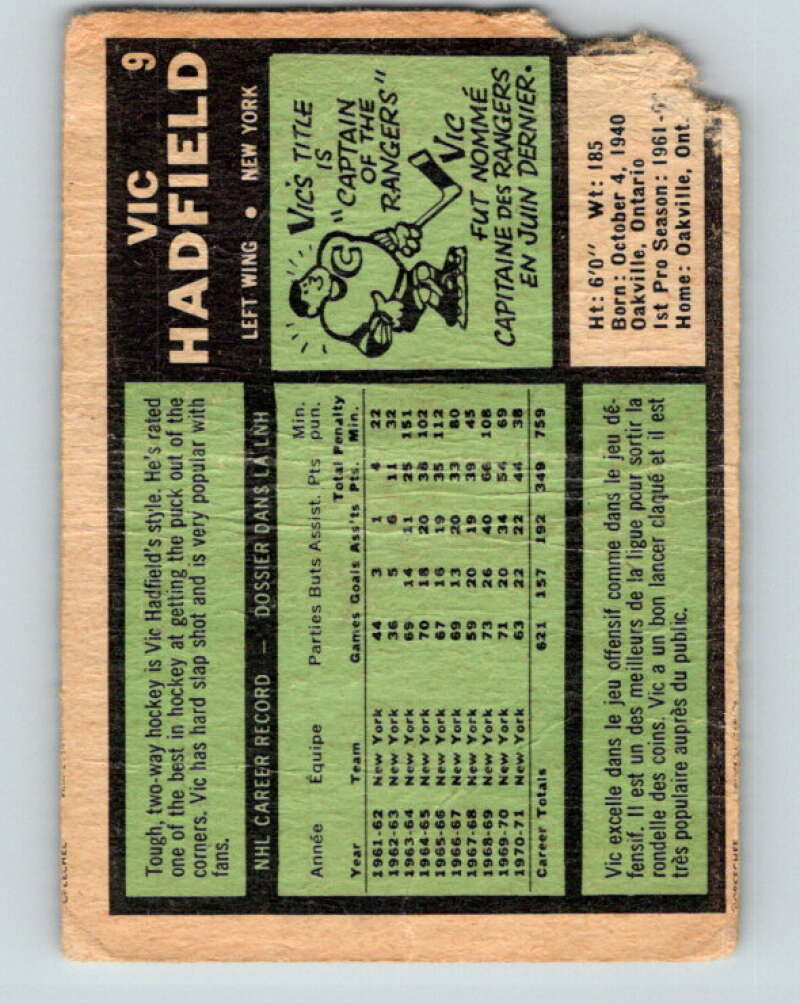 9
VIC
HADFIELD
LEFT WING • NEW YORK
Tough, two-way hockey is Vic Hadfield's style. He's rated
one of the best in hockey at getting the puck out of the
corners. Vic has hard slap shot and is very popular with
fans.
VIC'S TITLE
IS
"CAPTAIN
OF THE
RANGERS"
C
VIC
FUT NOMMÉ
CAPITAINE DES RANGERS
EN JUIN DERNIER.
NHL CAREER RECORD — DOSSIER DANS LA LNH
Année Équipe Parties Buts Assist. Pts Min. pun.
Year Team Games Goals Ass'ts Total Pts. Penalty Min.
1961-62 New York 44 3 1 4 22
1962-63 New York 36 5 6 11 32
1963-64 New York 69 14 11 25 151
1964-65 New York 70 18 20 38 102
1965-66 New York 67 16 19 35 112
1966-67 New York 69 13 20 33 80
1967-68 New York 59 20 19 39 45
1968-69 New York 73 26 40 66 108
1969-70 New York 71 20 34 54 69
1970-71 New York 63 22 22 44 38
Career Totals 621 157 192 349 759
Ht: 6'0" Wt: 185
Born: October 4, 1940
Oakville, Ontario
1st Pro Season: 1961-
Home: Oakville, Ont.
Vic excelle dans le jeu offensif comme dans le jeu dé-
fensif. Il est un des meilleurs de la ligue pour sortir la
rondelle des coins. Vic a un bon lancer claqué et il est
très populaire auprès du public.